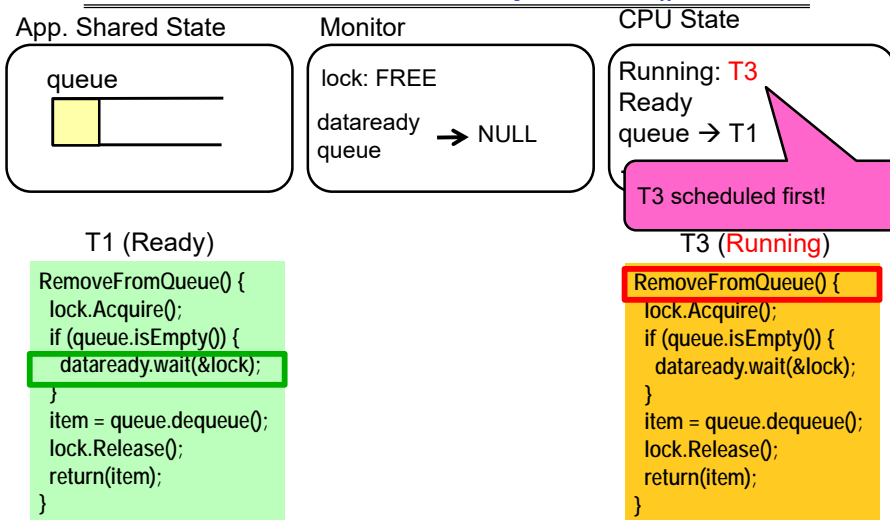 App. Shared State
Monitor
CPU State
queue
lock: FREE
dataready
queue → NULL
Running: T3
Ready
queue → T1
T3 scheduled first!
T1 (Ready)
RemoveFromQueue() {
lock.Acquire();
if (queue.isEmpty()) {
dataready.wait(&lock);
}
item = queue.dequeue();
lock.Release();
return(item);
}
T3 (Running)
RemoveFromQueue() {
lock.Acquire();
if (queue.isEmpty()) {
dataready.wait(&lock);
}
item = queue.dequeue();
lock.Release();
return(item);
}